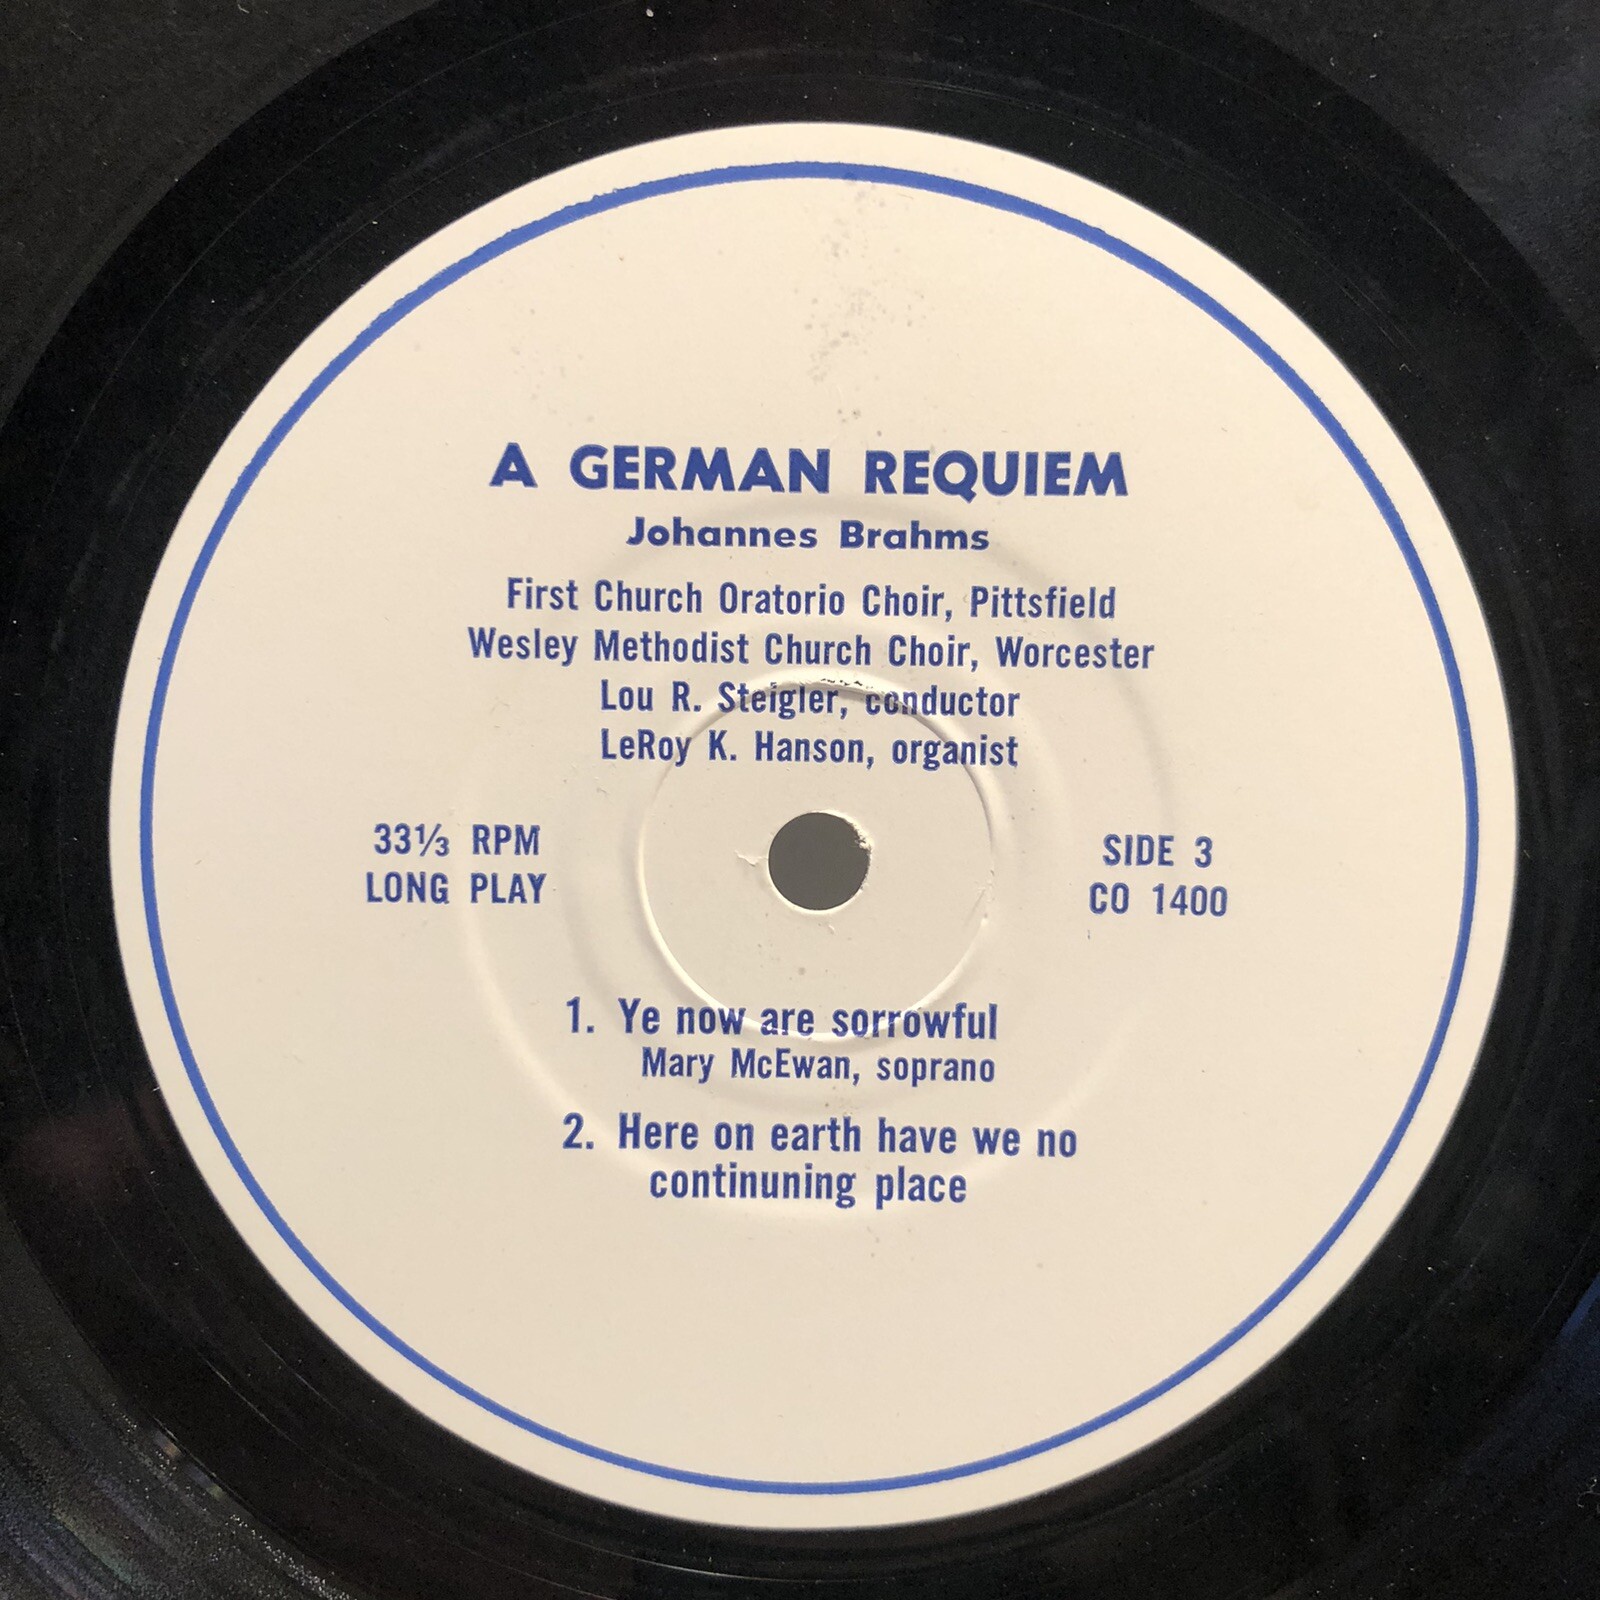 A GERMAN REQUIEM
Johannes Brahms
First Church Oratorio Choir, Pittsfield
Wesley Methodist Church Choir, Worcester
Lou R. Steigler, conductor
LeRoy K. Hanson, organist
33⅓ RPM
LONG PLAY
SIDE 3
CO 1400
1. Ye now are sorrowful
Mary McEwan, soprano
2. Here on earth have we no
continuning place